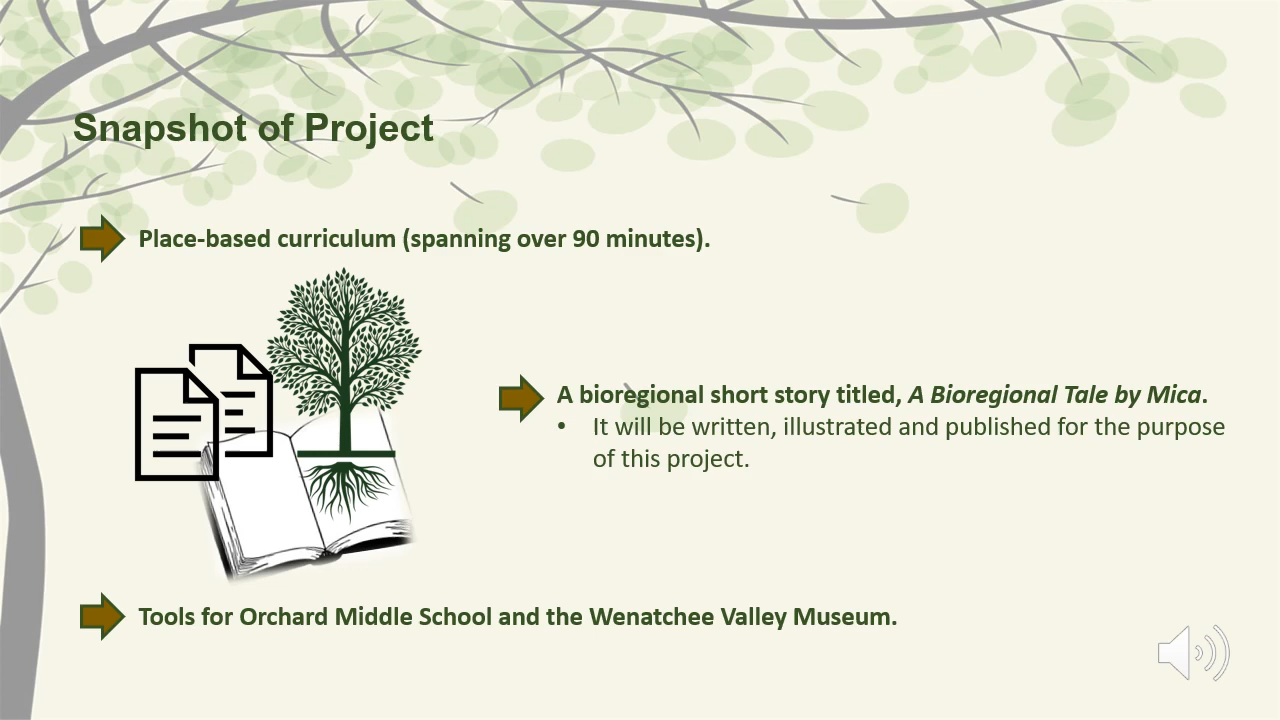 Snapshot of Project
Place-based curriculum (spanning over 90 minutes).
A bioregional short story titled, A Bioregional Tale by Mica.
• It will be written, illustrated and published for the purpose
of this project.
Tools for Orchard Middle School and the Wenatchee Valley Museum.